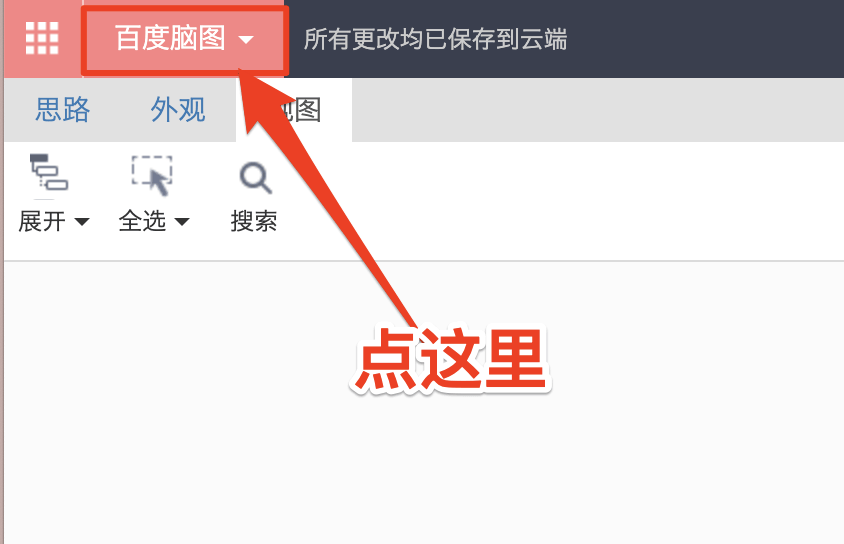 百度脑图
所有更改均已保存到云端
思路 外观 视图
展开 全选 搜索
点这里